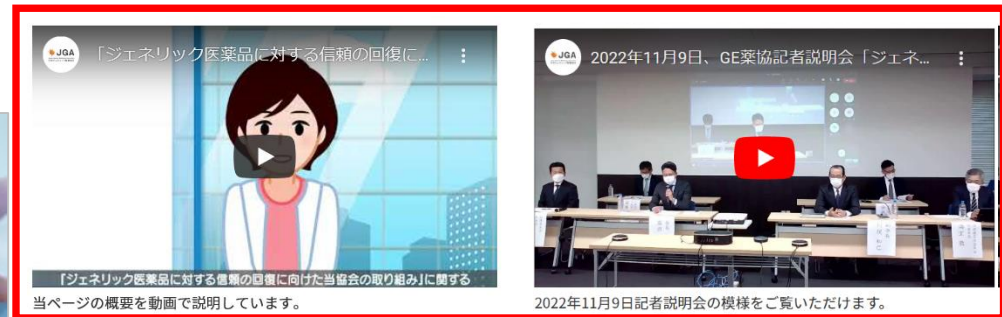 JGA
「ジェネリック医薬品に対する信頼の回復に...
「ジェネリック医薬品に対する信頼の回復に向けた当協会の取り組み」に関する
当ページの概要を動画で説明しています。
JGA
2022年11月9日、GE薬協記者説明会「ジェネ...
2022年11月9日記者説明会の模様をご覧いただけます。